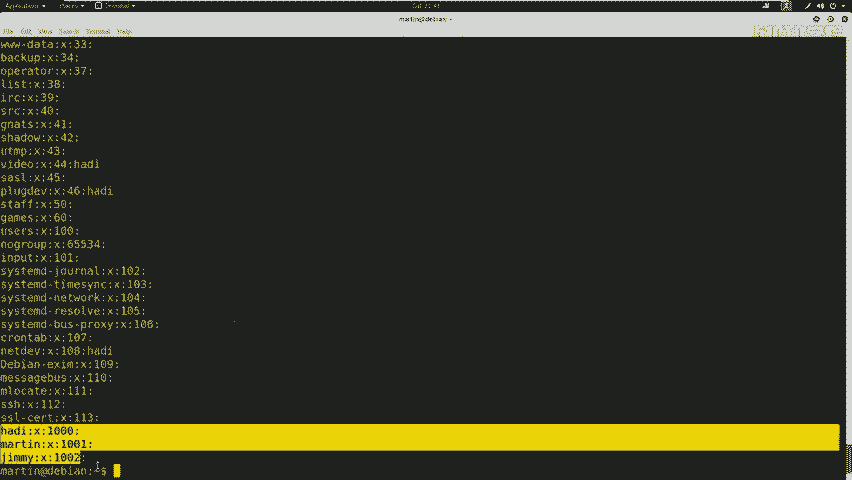 Applications
Terminal
martin@debian: ~
File Edit View Search Terminal Help
www-data:x:33:
backup:x:34:
operator:x:37:
list:x:38:
irc:x:39:
src:x:40:
gnats:x:41:
shadow:x:42:
utmp:x:43:
video:x:44:hadi
sasl:x:45:
plugdev:x:46:hadi
staff:x:50:
games:x:60:
users:x:100:
nogroup:x:65534:
input:x:101:
systemd-journal:x:102:
systemd-timesync:x:103:
systemd-network:x:104:
systemd-resolve:x:105:
systemd-bus-proxy:x:106:
crontab:x:107:
netdev:x:108:hadi
Debian-exim:x:109:
messagebus:x:110:
mlocate:x:111:
ssh:x:112:
ssl-cert:x:113:
hadi:x:1000:
martin:x:1001:
jimmy:x:1002:
martin@debian:~$